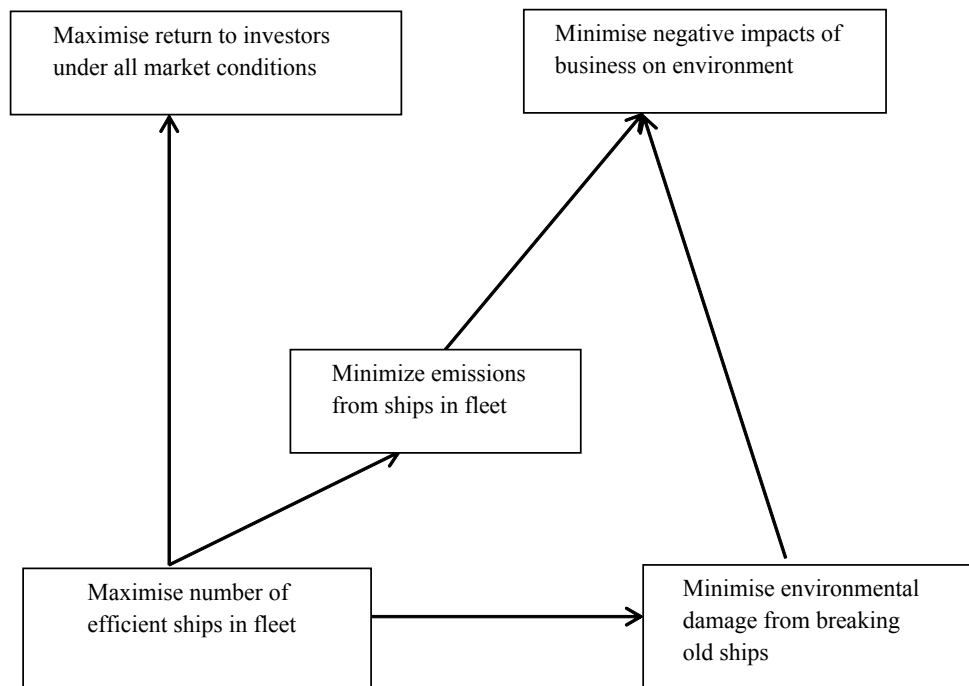 Maximise return to investors
under all market conditions
Minimise negative impacts of
business on environment
Minimize emissions
from ships in fleet
Maximise number of
efficient ships in fleet
Minimise environmental
damage from breaking
old ships